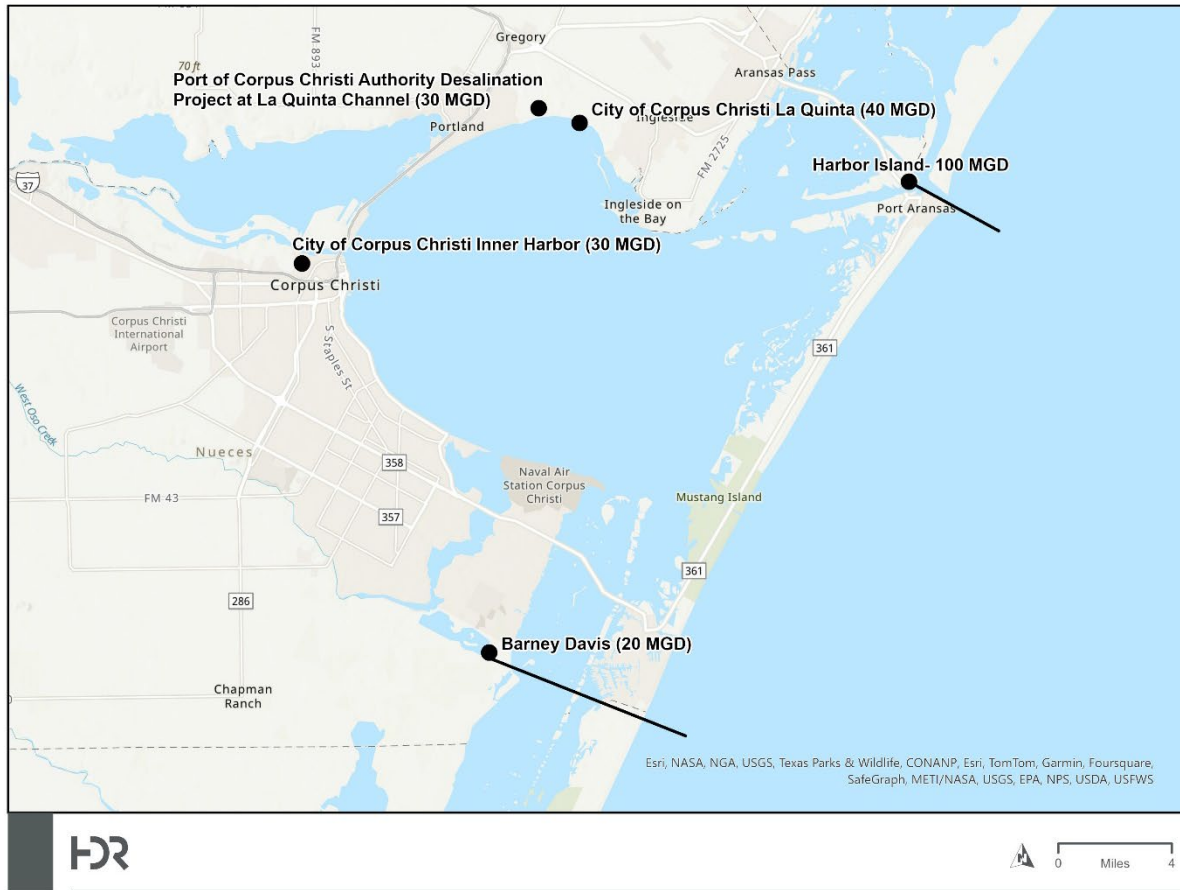 FM 893
Gregory
70 ft
Aransas Pass
Port of Corpus Christi Authority Desalination
Project at La Quinta Channel (30 MGD)
City of Corpus Christi La Quinta (40 MGD)
Ingleside
Portland
FM 2725
Harbor Island- 100 MGD
37
Ingleside on
the Bay
Port Aransas
City of Corpus Christi Inner Harbor (30 MGD)
Corpus Christi
Corpus Christi
International
Airport
S Staples St
361
West Oso Creek
Nueces
358
Naval Air
Station Corpus
Christi
FM 43
357
Mustang Island
361
286
Barney Davis (20 MGD)
Chapman
Ranch
Esri, NASA, NGA, USGS, Texas Parks & Wildlife, CONANP, Esri, TomTom, Garmin, Foursquare,
SafeGraph, METI/NASA, USGS, EPA, NPS, USDA, USFWS
HDR
N
0 Miles 4